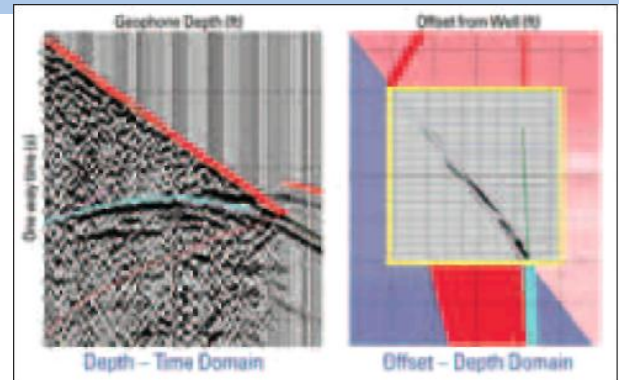 Geophone Depth (ft)
Offset from Well (ft)
One way time (s)
Depth – Time Domain
Offset – Depth Domain